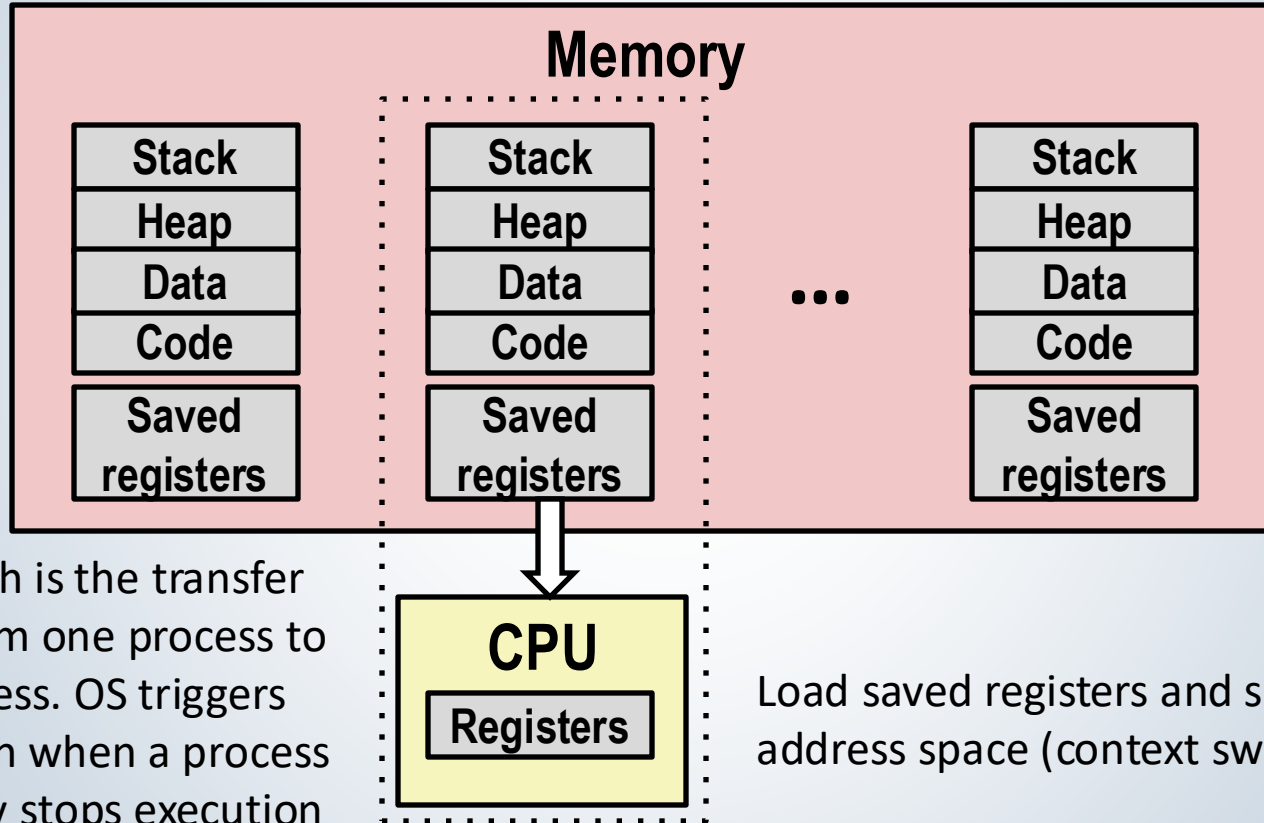 Memory
Stack
Heap
Data
Code
Saved
registers
Stack
Heap
Data
Code
Saved
registers
...
Stack
Heap
Data
Code
Saved
registers
h is the transfer
m one process to
ess. OS triggers
h when a process
y stops execution
CPU
Registers
Load saved registers and s
address space (context sw